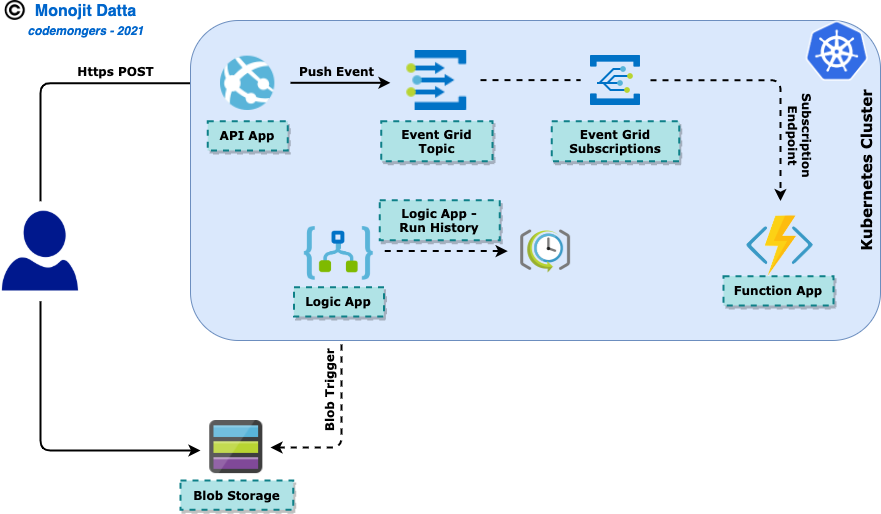 © Monojit Datta
codemongers - 2021
Https POST
Push Event
API App
Event Grid
Topic
Event Grid
Subscriptions
Subscription
Endpoint
Kubernetes Cluster
Logic App -
Run History
Logic App
Function App
Blob Trigger
Blob Storage